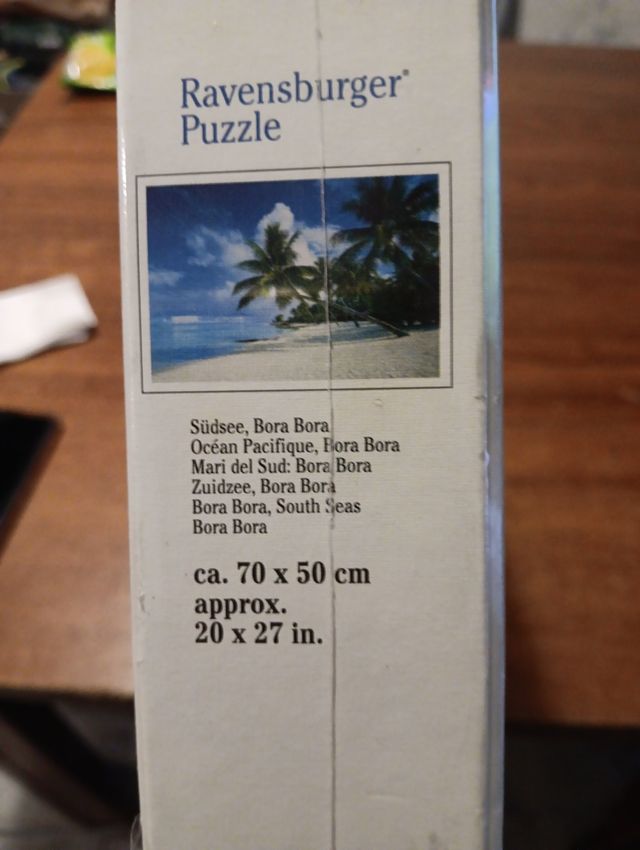 Ravensburger®
Puzzle
Südsee, Bora Bora
Océan Pacifique, Bora Bora
Mari del Sud: Bora Bora
Zuidzee, Bora Bora
Bora Bora, South Seas
Bora Bora
ca. 70 x 50 cm
approx.
20 x 27 in.